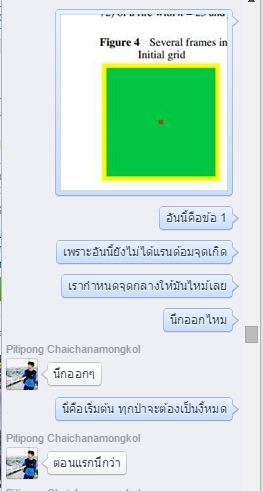 Figure 4 Several frames in
Initial grid
อันนี้คือข้อ 1
เพราะอันนี้ยังไม่ได้แรนด้อมจุดเกิด
เรากำหนดจุดกลางให้มันไหม้เลย
นึกออกไหม
Pitipong Chaichanamongkol
นึกออกๆ
นี่คือเริ่มต้น ทุกป่าจะต้องเป็นงี้หมด
Pitipong Chaichanamongkol
ตอนแรกนึกว่า